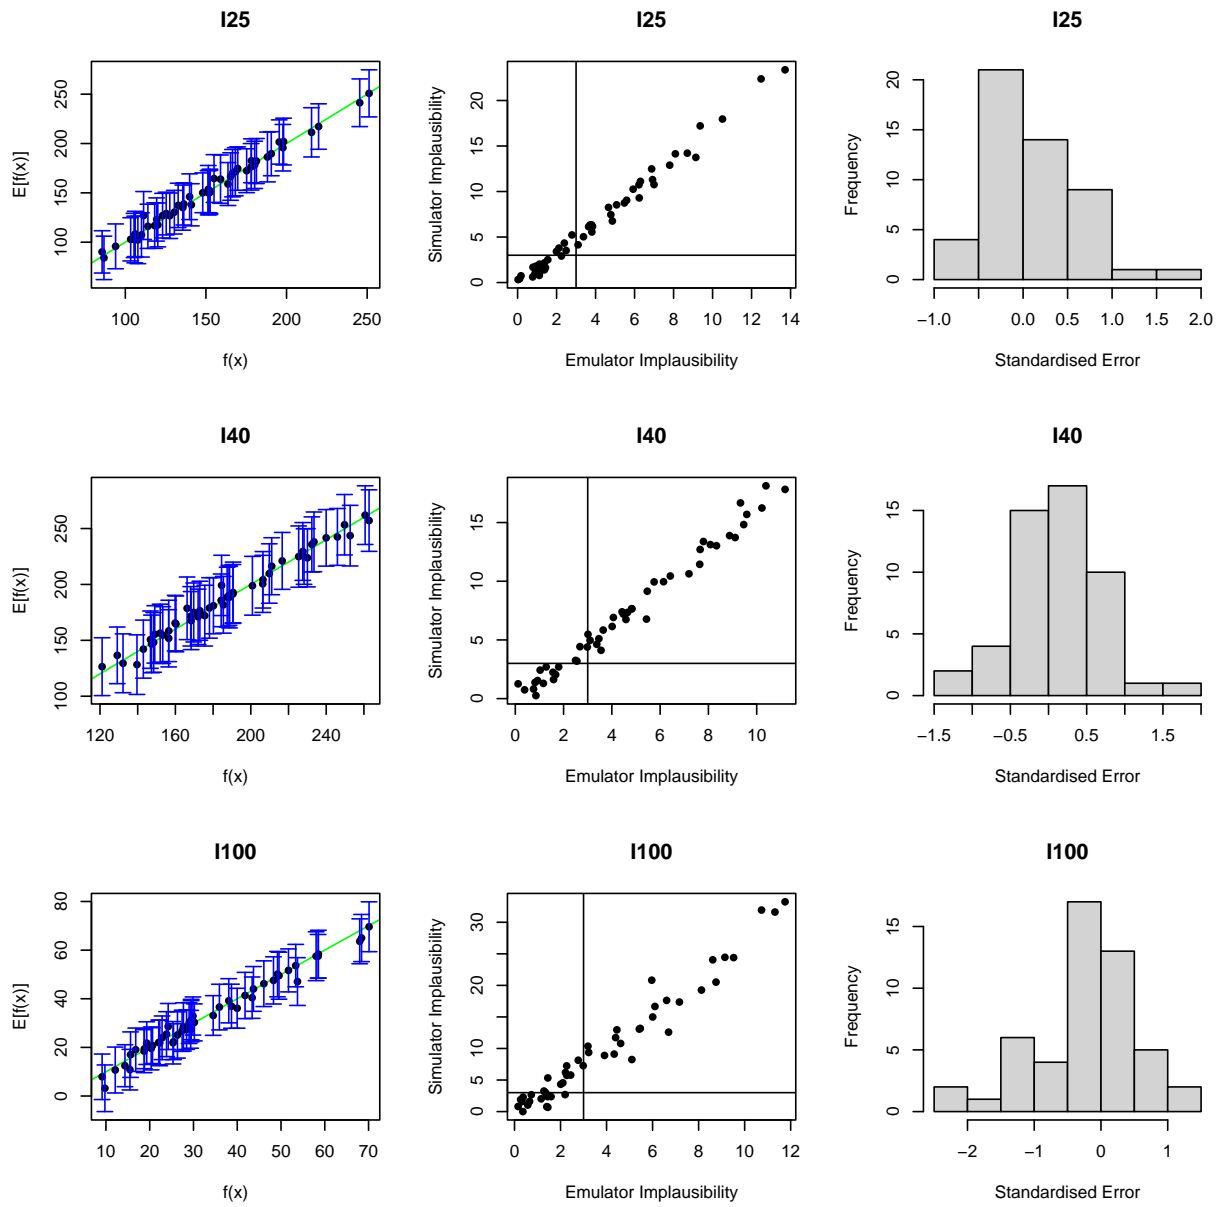 I25
E[f(x)]
250
200
150
100
100 150 200 250
f(x)
I25
Simulator Implausibility
20
15
10
5
0
0 2 4 6 8 10 12 14
Emulator Implausibility
I25
Frequency
20
15
10
5
0
−1.0 0.0 0.5 1.0 1.5 2.0
Standardised Error
I40
E[f(x)]
250
200
150
100
120 160 200 240
f(x)
I40
Simulator Implausibility
15
10
5
0
0 2 4 6 8 10
Emulator Implausibility
I40
Frequency
15
10
5
0
−1.5 −0.5 0.5 1.5
Standardised Error
I100
E[f(x)]
80
60
40
20
0
10 20 30 40 50 60 70
f(x)
I100
Simulator Implausibility
30
20
10
5
0
0 2 4 6 8 10 12
Emulator Implausibility
I100
Frequency
15
10
5
0
−2 −1 0 1
Standardised Error